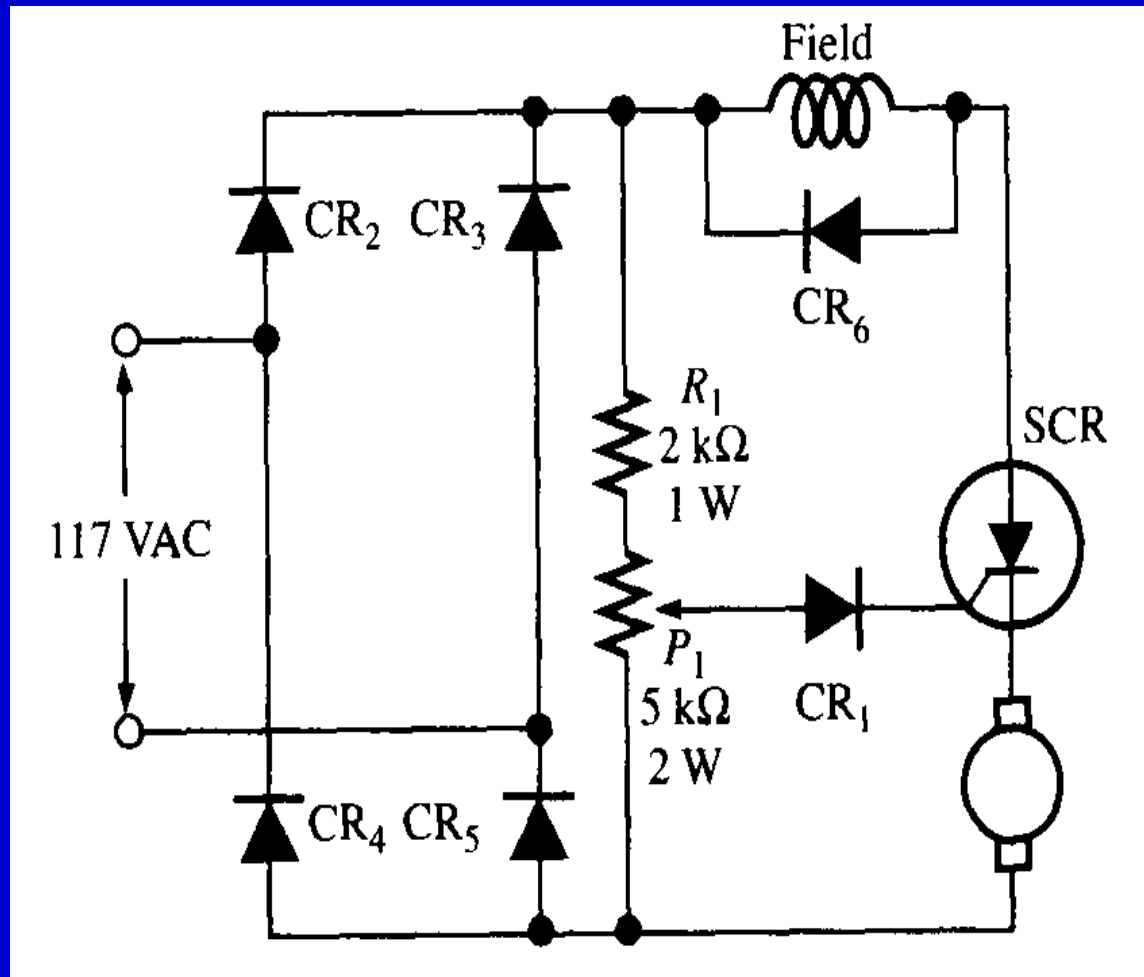 Field
CR₂ CR₃
CR₆
R₁
2 kΩ
1 W
SCR
117 VAC
P₁
5 kΩ
2 W
CR₁
CR₄ CR₅